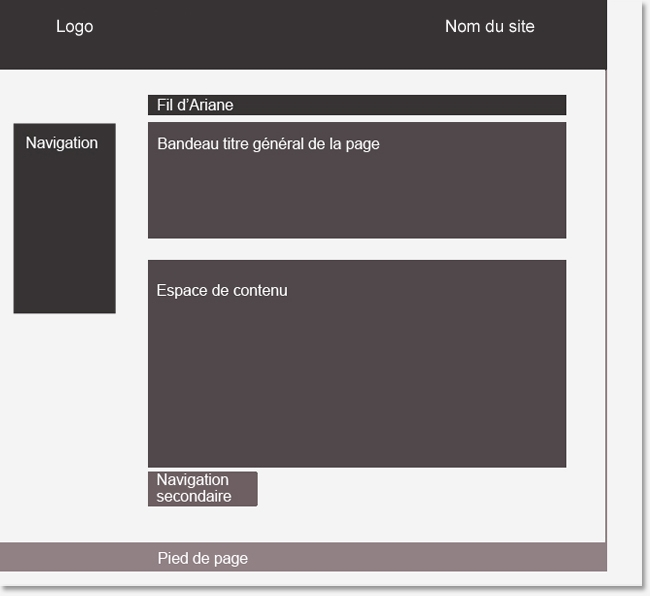 Logo
Nom du site
Fil d'Ariane
Navigation
Bandeau titre général de la page
Espace de contenu
Navigation
secondaire
Pied de page